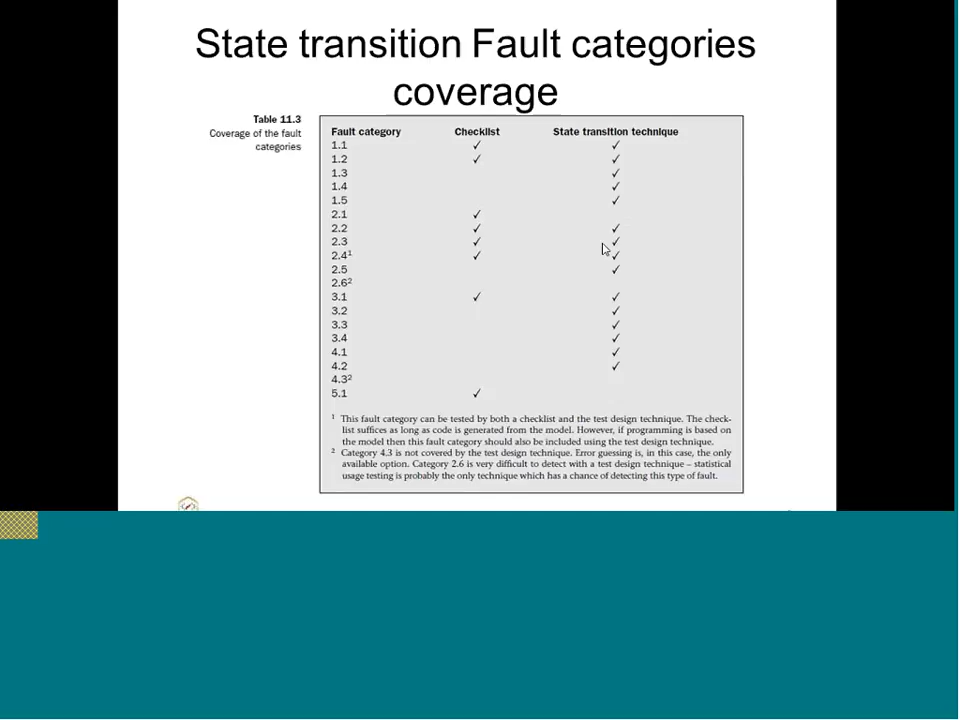 State transition Fault categories
coverage
Table 11.3
Coverage of the fault
categories
Fault category Checklist State transition technique
1.1 ✓ ✓
1.2 ✓ ✓
1.3 ✓
1.4 ✓
1.5 ✓
2.1 ✓
2.2 ✓ ✓
2.3 ✓ ✓
2.4¹ ✓ ✓
2.5 ✓
2.6²
3.1 ✓ ✓
3.2 ✓
3.3 ✓
3.4 ✓
4.1 ✓
4.2 ✓
4.3²
5.1 ✓
¹ This fault category can be tested by both a checklist and the test design technique. The check-
list suffices as long as code is generated from the model. However, if programming is based on
the model then this fault category should also be included using the test design technique.
² Category 4.3 is not covered by the test design technique. Error guessing is, in this case, the only
available option. Category 2.6 is very difficult to detect with a test design technique – statistical
usage testing is probably the only technique which has a chance of detecting this type of fault.